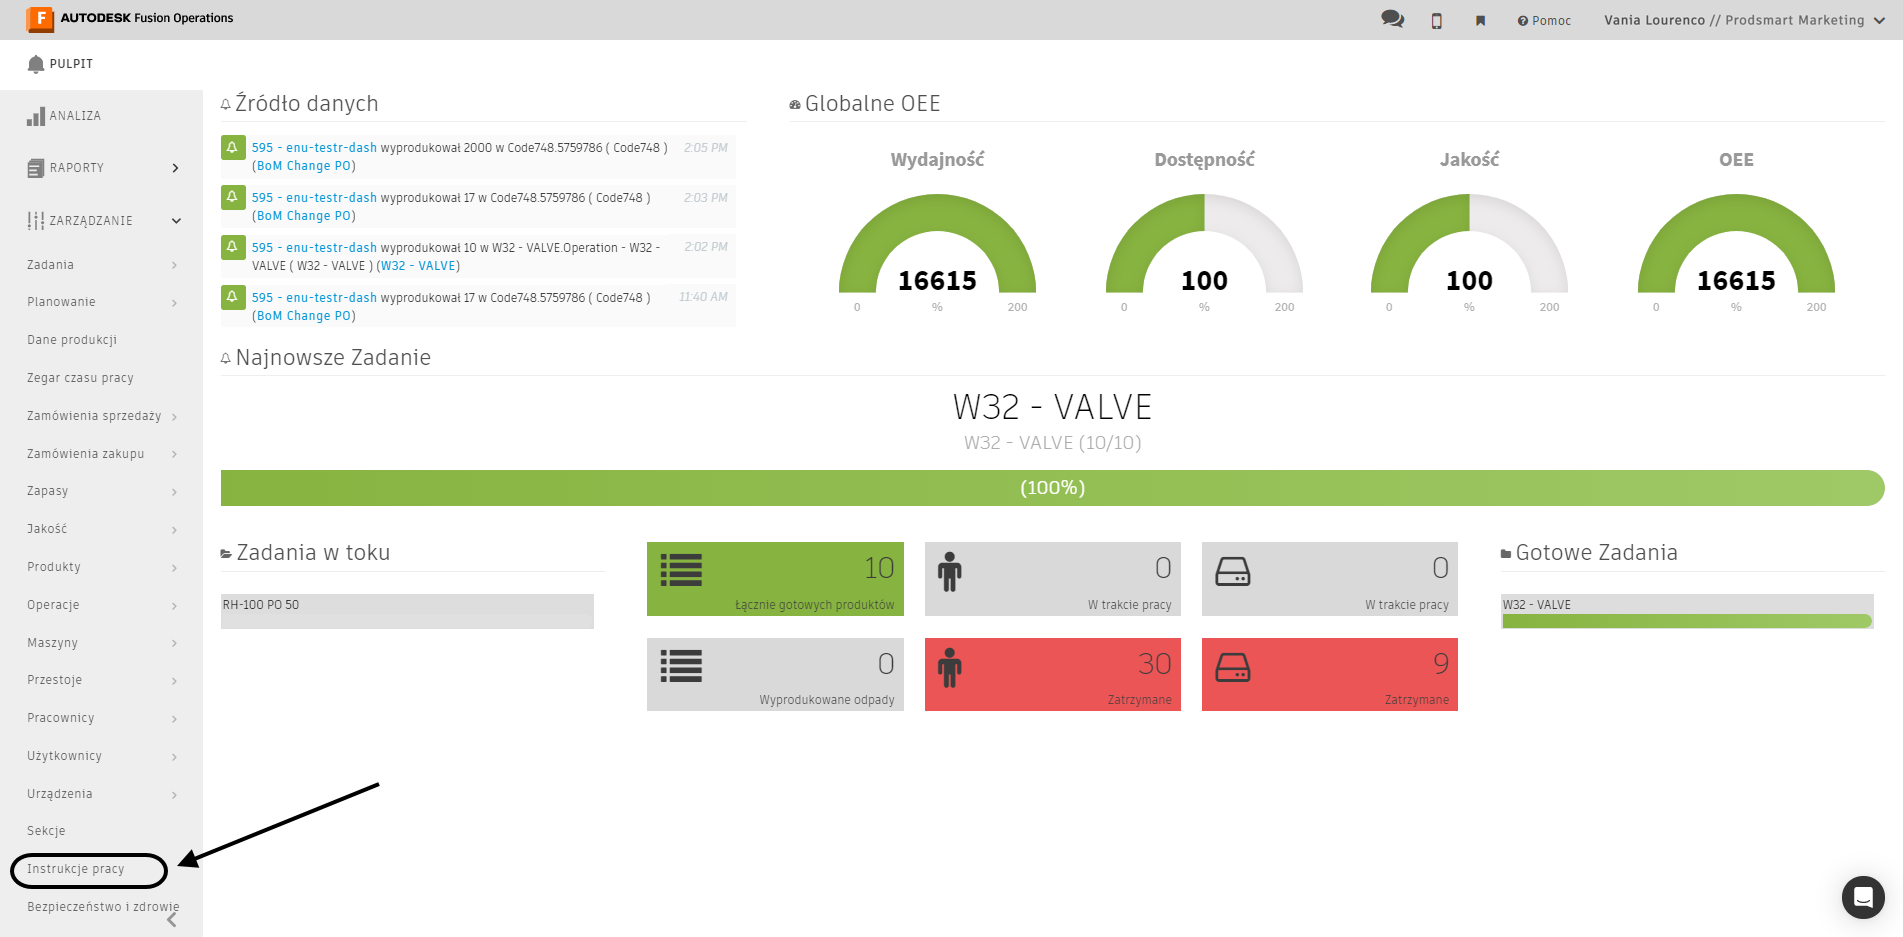 AUTODESK Fusion Operations
Pomoc
Vania Lourenco // Prodsmart Marketing
PULPIT
ANALIZA
RAPORTY
ZARZĄDZANIE
Zadania
Planowanie
Dane produkcji
Zegar czasu pracy
Zamówienia sprzedaży
Zamówienia zakupu
Zapasy
Jakość
Produkty
Operacje
Maszyny
Przestoje
Pracownicy
Użytkownicy
Urządzenia
Sekcje
Instrukcje pracy
Bezpieczeństwo i zdrowie
Źródło danych
595 - enu-testr-dash wyprodukował 2000 w Code748.5759786 ( Code748 ) 2:05 PM
(BoM Change PO)
595 - enu-testr-dash wyprodukował 17 w Code748.5759786 ( Code748 ) 2:03 PM
(BoM Change PO)
595 - enu-testr-dash wyprodukował 10 w W32 - VALVE.Operation - W32 - 2:02 PM
VALVE ( W32 - VALVE ) (W32 - VALVE)
595 - enu-testr-dash wyprodukował 17 w Code748.5759786 ( Code748 ) 11:40 AM
(BoM Change PO)
Globalne OEE
Wydajność
16615
0 % 200
Dostępność
100
0 % 200
Jakość
100
0 % 200
OEE
16615
0 % 200
Najnowsze Zadanie
W32 - VALVE
W32 - VALVE (10/10)
(100%)
Zadania w toku
RH-100 PO 50
10
Łącznie gotowych produktów
0
W trakcie pracy
0
W trakcie pracy
0
Wyprodukowane odpady
30
Zatrzymane
9
Zatrzymane
Gotowe Zadania
W32 - VALVE